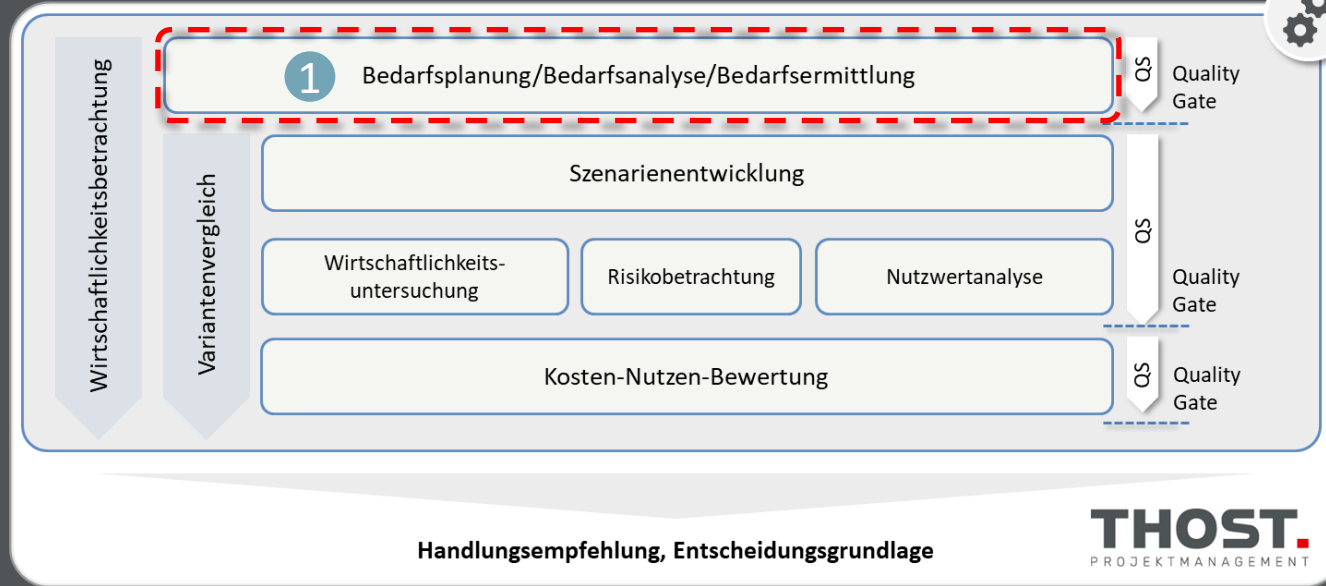 Wirtschaftlichkeitsbetrachtung
1 Bedarfsplanung/Bedarfsanalyse/Bedarfsermittlung
QS
Quality
Gate
Variantenvergleich
Szenarienentwicklung
QS
Wirtschaftlichkeits-
untersuchung
Risikobetrachtung
Nutzwertanalyse
Quality
Gate
Kosten-Nutzen-Bewertung
QS
Quality
Gate
Handlungsempfehlung, Entscheidungsgrundlage
THOST.
PROJEKTMANAGEMENT